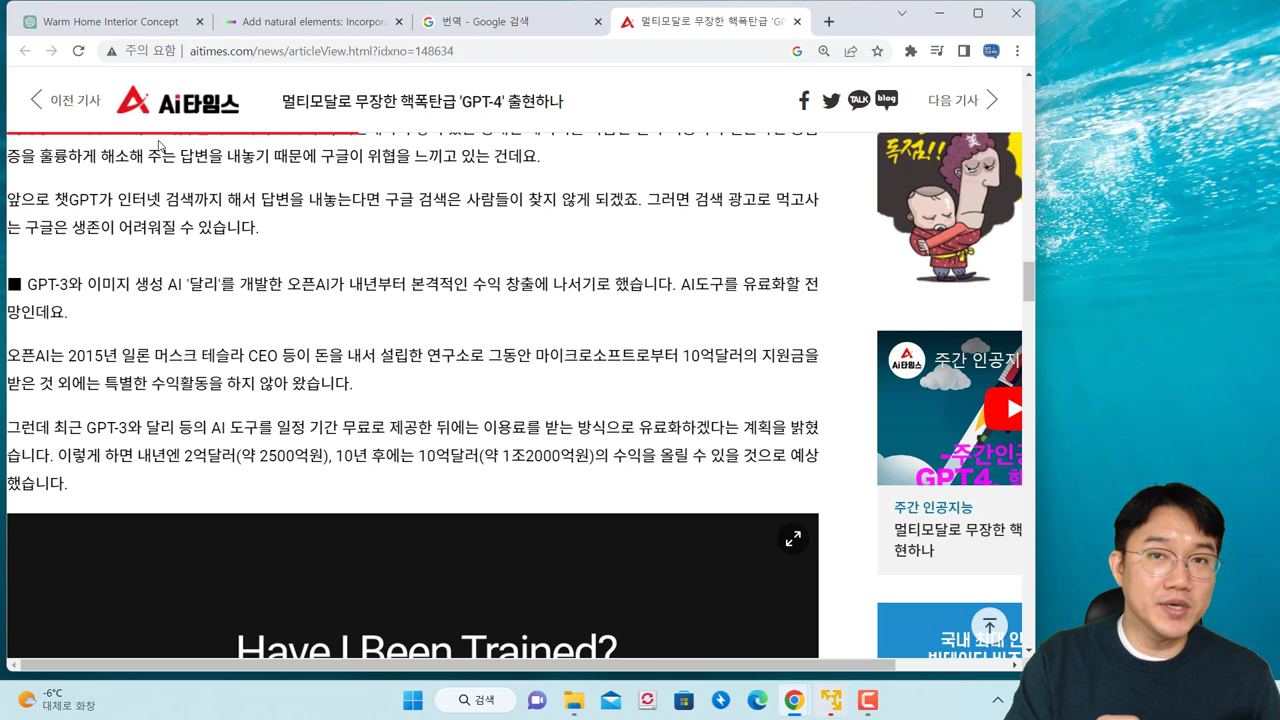 Warm Home Interior Concept
Add natural elements: Incorpora
번역 - Google 검색
멀티모달로 무장한 핵폭탄급 'GP
주의 요함
aitimes.com/news/articleView.html?idxno=148634
이전 기사
Ai타임스
멀티모달로 무장한 핵폭탄급 'GPT-4' 출현하나
TALK
blog
다음 기사
증을 훌륭하게 해소해 주는 답변을 내놓기 때문에 구글이 위협을 느끼고 있는 건데요.
앞으로 챗GPT가 인터넷 검색까지 해서 답변을 내놓는다면 구글 검색은 사람들이 찾지 않게 되겠죠. 그러면 검색 광고로 먹고사
는 구글은 생존이 어려워질 수 있습니다.
■ GPT-3와 이미지 생성 AI '달리'를 개발한 오픈AI가 내년부터 본격적인 수익 창출에 나서기로 했습니다. AI도구를 유료화할 전
망인데요.
오픈AI는 2015년 일론 머스크 테슬라 CEO 등이 돈을 내서 설립한 연구소로 그동안 마이크로소프트로부터 10억달러의 지원금을
받은 것 외에는 특별한 수익활동을 하지 않아 왔습니다.
그런데 최근 GPT-3와 달리 등의 AI 도구를 일정 기간 무료로 제공한 뒤에는 이용료를 받는 방식으로 유료화하겠다는 계획을 밝혔
습니다. 이렇게 하면 내년엔 2억달러(약 2300억원), 10년 후에는 10억달러(약 1조2000억원)의 수익을 올릴 수 있을 것으로 예상
했습니다.
Have I Been Trained?
독점!!
Ai타임스
주간 인공지
-주간인공
GPT4, 핵
주간 인공지능
멀티모달로 무장한 핵
현하나
국내 최대 인
-6°C
대체로 화창
검색